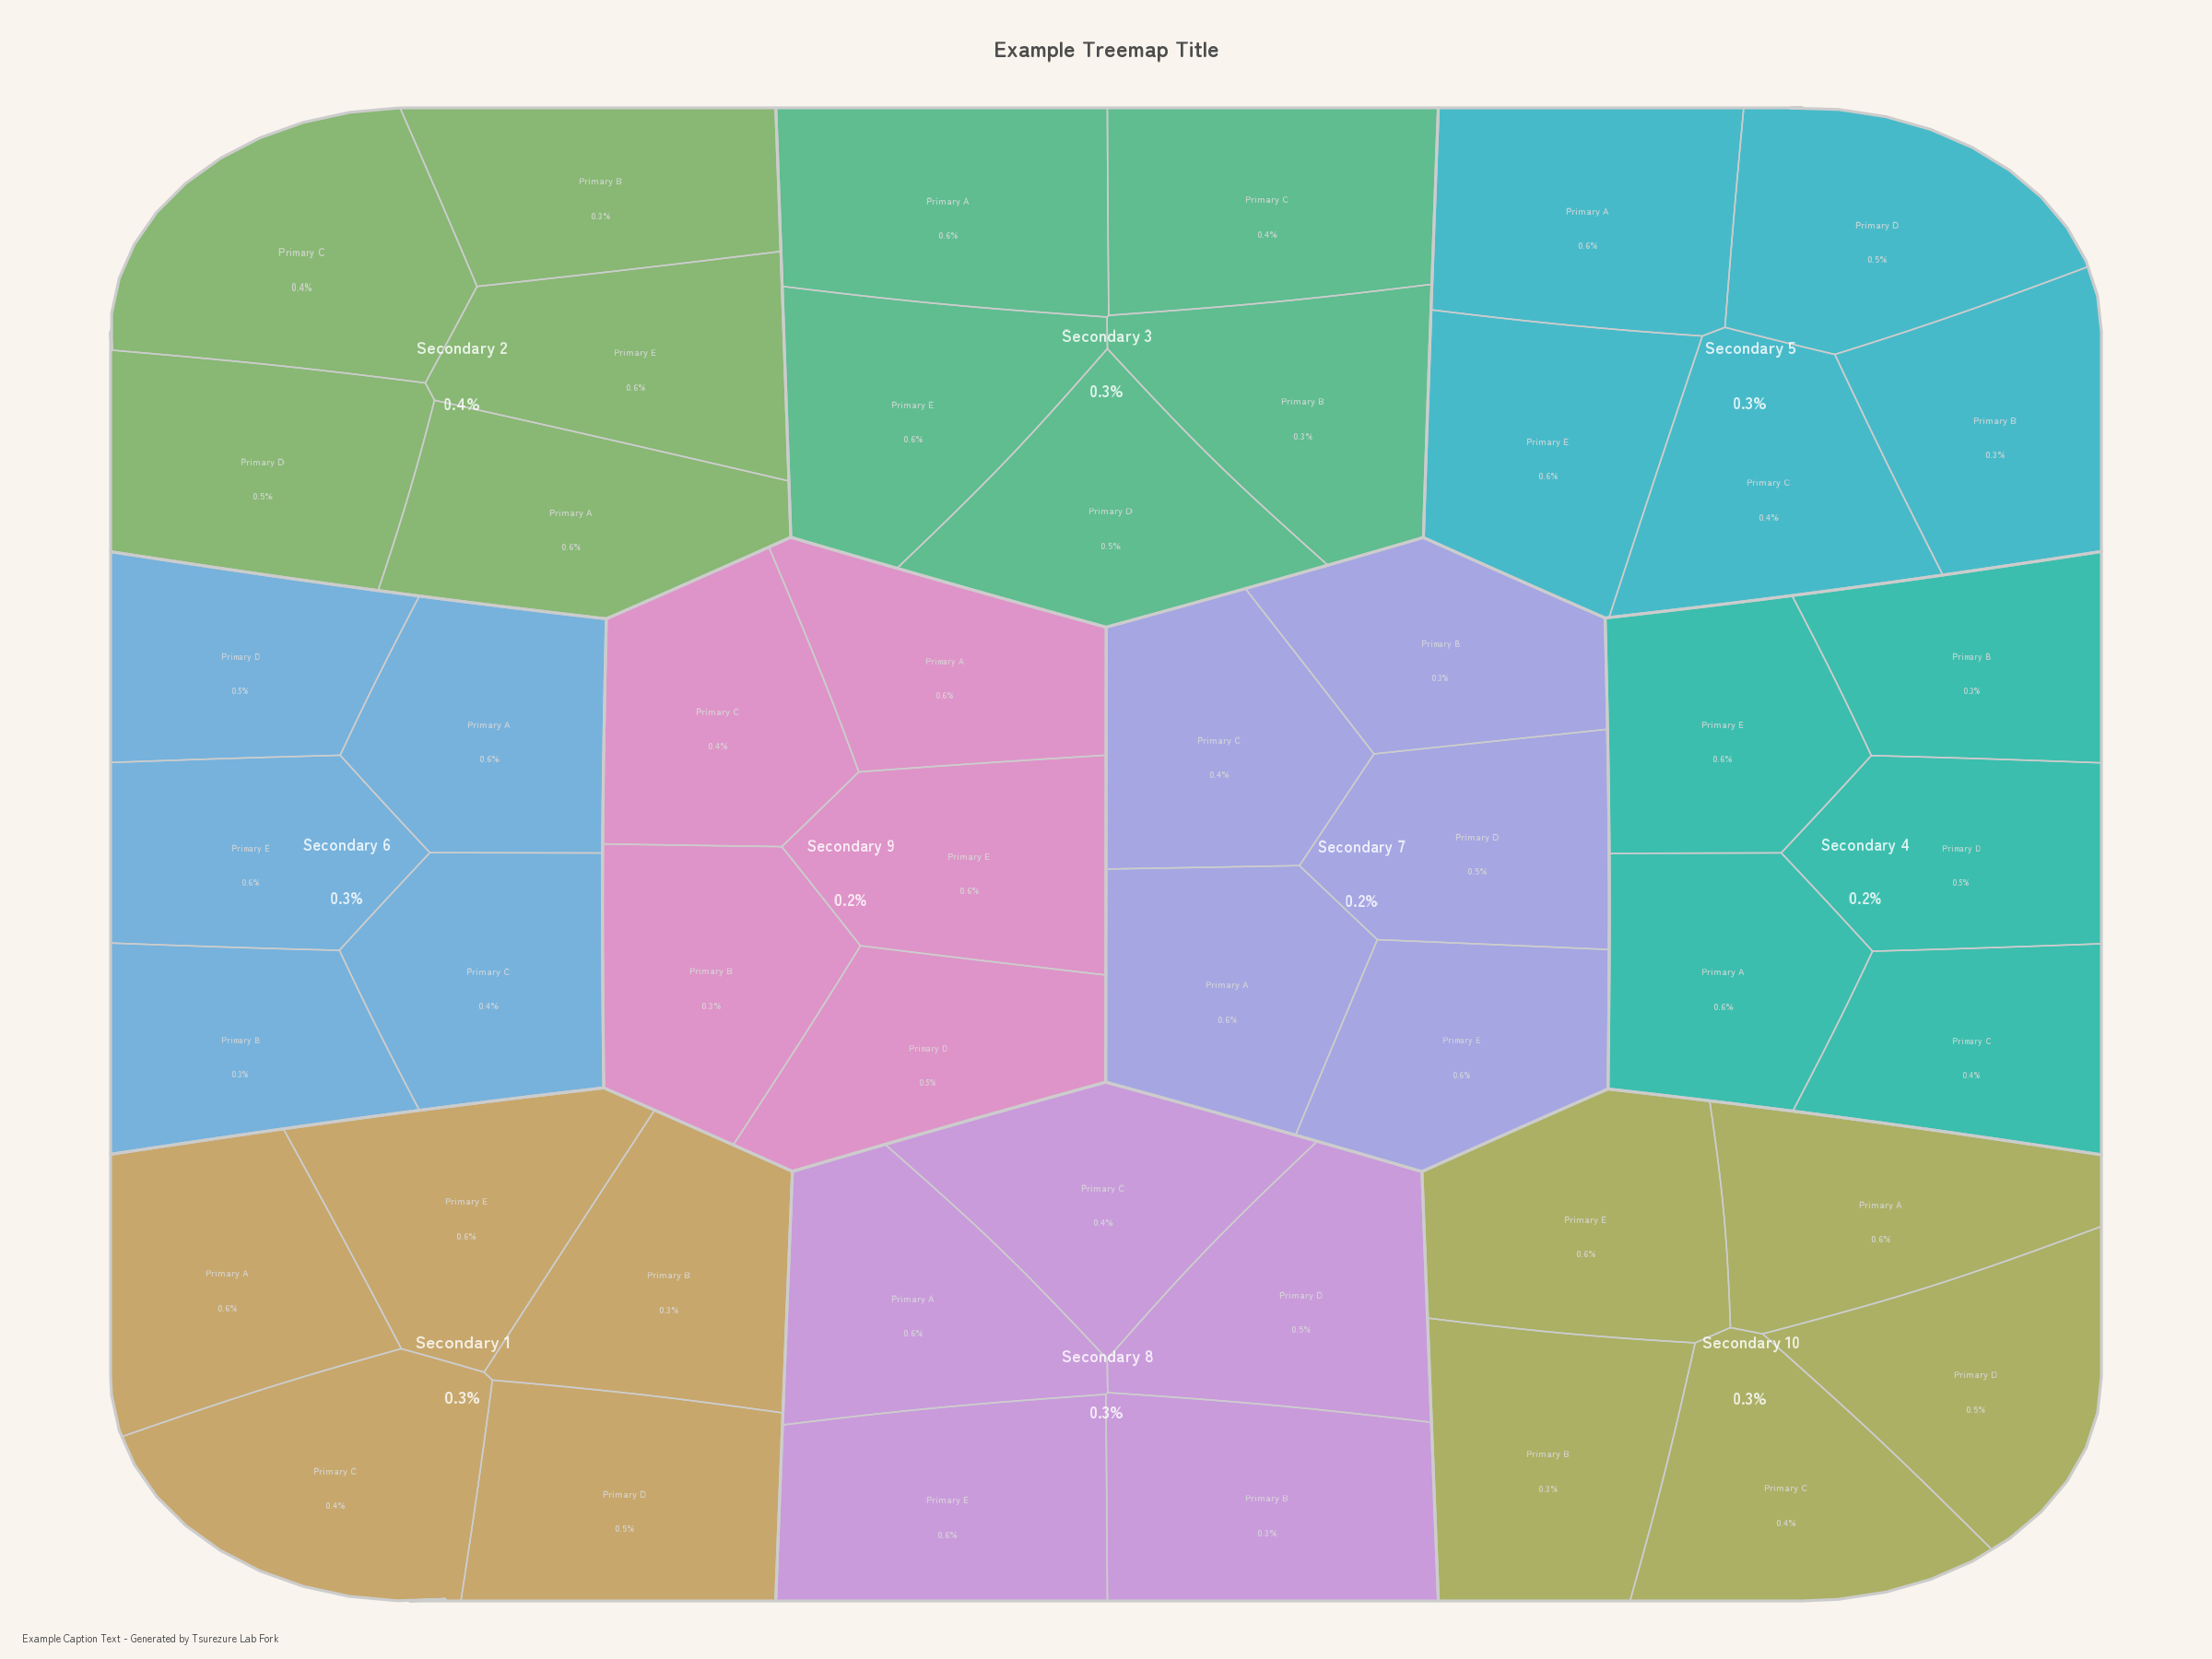 Example Treemap Title
Primary C
0.4%
Primary B
0.3%
Primary E
0.6%
Primary D
0.5%
Primary A
0.6%
Secondary 2
0.4%
Primary A
0.6%
Primary C
0.4%
Primary E
0.6%
Primary B
0.3%
Primary D
0.5%
Secondary 3
0.3%
Primary A
0.6%
Primary D
0.5%
Primary E
0.6%
Primary B
0.3%
Primary C
0.4%
Secondary 5
0.3%
Primary D
0.5%
Primary A
0.6%
Primary E
0.6%
Primary C
0.4%
Primary B
0.3%
Secondary 6
0.3%
Primary A
0.6%
Primary C
0.4%
Primary E
0.6%
Primary B
0.3%
Primary D
0.5%
Secondary 9
0.2%
Primary B
0.3%
Primary C
0.4%
Primary D
0.5%
Primary A
0.6%
Primary E
0.6%
Secondary 7
0.2%
Primary B
0.3%
Primary E
0.6%
Primary D
0.5%
Primary A
0.6%
Primary C
0.4%
Secondary 4
0.2%
Primary E
0.6%
Primary A
0.6%
Primary B
0.3%
Primary C
0.4%
Primary D
0.5%
Secondary 1
0.3%
Primary C
0.4%
Primary A
0.6%
Primary D
0.5%
Primary E
0.6%
Primary B
0.3%
Secondary 8
0.3%
Primary E
0.6%
Primary A
0.6%
Primary B
0.3%
Primary D
0.5%
Primary C
0.4%
Secondary 10
0.3%
Example Caption Text - Generated by Tsurezure Lab Fork